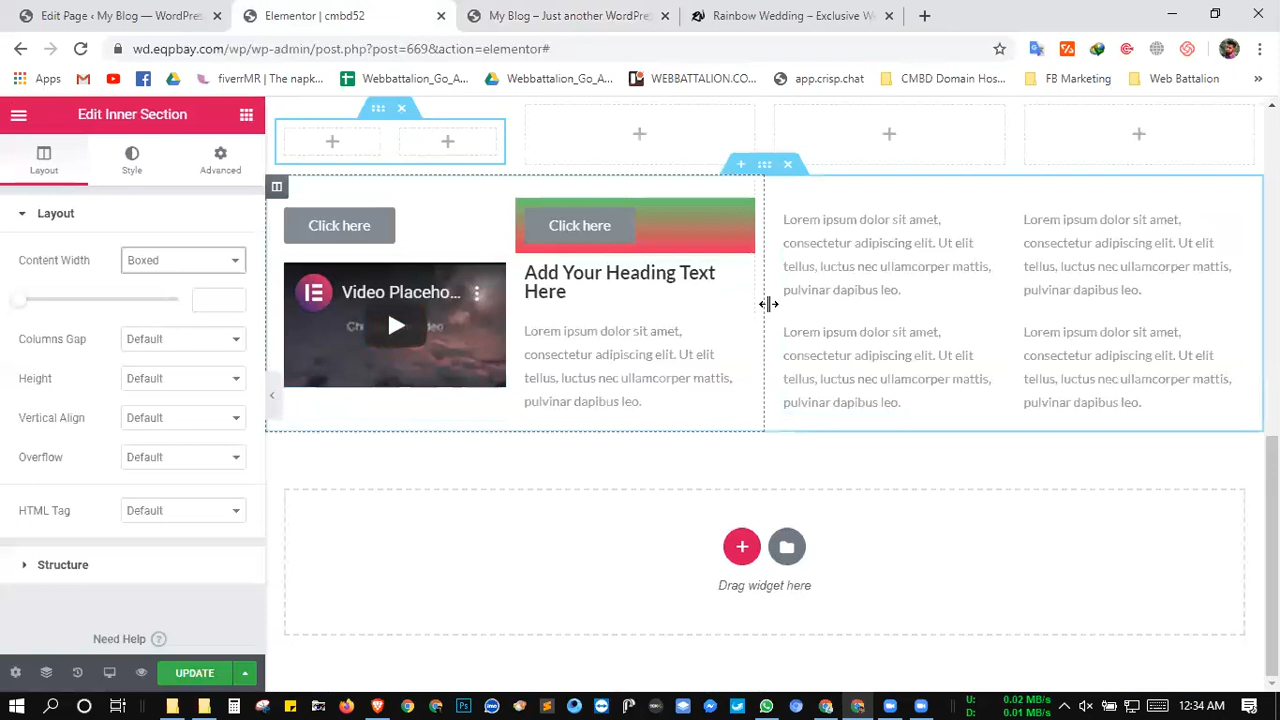 Edit Page ‹ My Blog — WordPress
Elementor | cmbd52
My Blog – Just another WordPres
Rainbow Wedding – Exclusive W
wd.eqpbay.com/wp/wp-admin/post.php?post=669&action=elementor#
Apps
fiverrMR | The napk...
Webbattalion_Go_A...
Webbattalion_Go_A...
WEBBATTALION.CO...
app.crisp.chat
CMBD Domain Hos...
FB Marketing
Web Battalion
»
Edit Inner Section
Layout
Style
Advanced
Layout
Content Width
Boxed
Columns Gap
Default
Height
Default
Vertical Align
Default
Overflow
Default
HTML Tag
Default
Structure
Need Help
UPDATE
Click here
Video Placeho...
Click here
Add Your Heading Text
Here
Lorem ipsum dolor sit amet,
consectetur adipiscing elit. Ut elit
tellus, luctus nec ullamcorper mattis,
pulvinar dapibus leo.
Lorem ipsum dolor sit amet,
consectetur adipiscing elit. Ut elit
tellus, luctus nec ullamcorper mattis,
pulvinar dapibus leo.
Lorem ipsum dolor sit amet,
consectetur adipiscing elit. Ut elit
tellus, luctus nec ullamcorper mattis,
pulvinar dapibus leo.
Lorem ipsum dolor sit amet,
consectetur adipiscing elit. Ut elit
tellus, luctus nec ullamcorper mattis,
pulvinar dapibus leo.
Lorem ipsum dolor sit amet,
consectetur adipiscing elit. Ut elit
tellus, luctus nec ullamcorper mattis,
pulvinar dapibus leo.
Drag widget here
U: 0.02 MB/s
D: 0.01 MB/s
12:34 AM